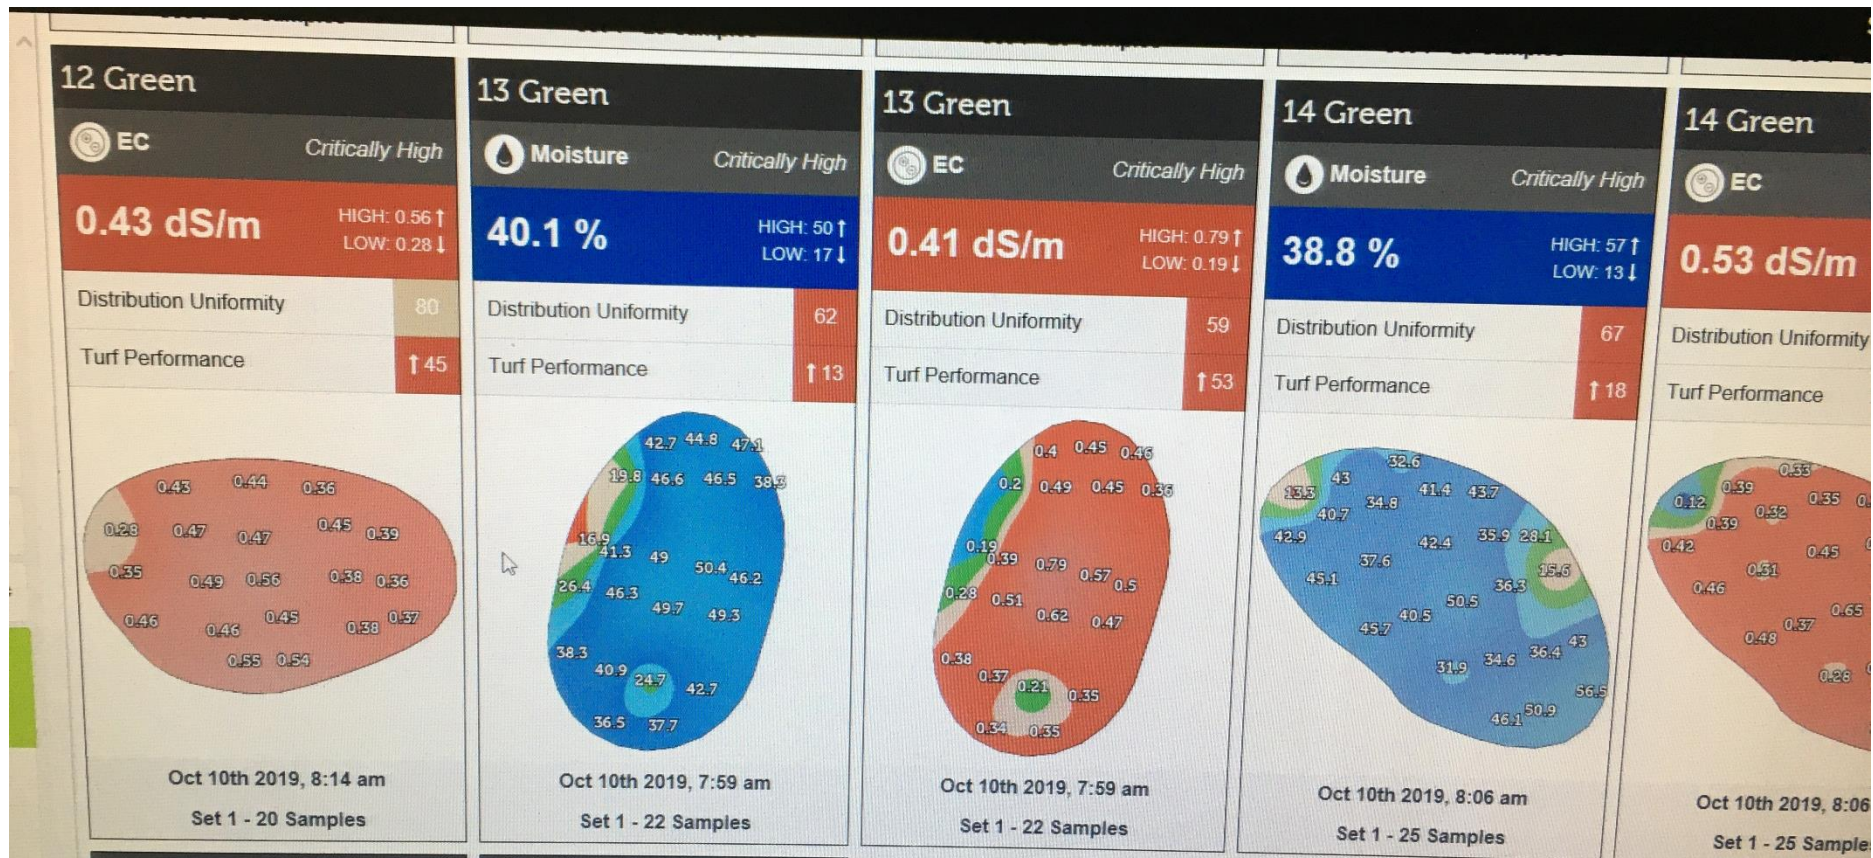 12 Green
EC
Critically High
0.43 dS/m
HIGH: 0.56 ↑
LOW: 0.28 ↓
Distribution Uniformity
80
Turf Performance
↑ 45
0.43 0.44 0.36
0.28 0.47 0.47 0.45 0.39
0.35 0.49 0.56 0.38 0.36
0.46 0.46 0.45 0.38 0.37
0.55 0.54
Oct 10th 2019, 8:14 am
Set 1 - 20 Samples
13 Green
Moisture
Critically High
40.1 %
HIGH: 50 ↑
LOW: 17 ↓
Distribution Uniformity
62
Turf Performance
↑ 13
42.7 44.8 47.1
19.8 46.6 46.5 38.3
16.9
41.3 49
50.4 46.2
26.4 46.3
49.7 49.3
38.3
40.9 24.7 42.7
36.5 37.7
Oct 10th 2019, 7:59 am
Set 1 - 22 Samples
13 Green
EC
Critically High
0.41 dS/m
HIGH: 0.79 ↑
LOW: 0.19 ↓
Distribution Uniformity
59
Turf Performance
↑ 53
0.4 0.45 0.46
0.2 0.49 0.45 0.36
0.19
0.39 0.79 0.57 0.5
0.28 0.51
0.62 0.47
0.38
0.37 0.21 0.35
0.34 0.35
Oct 10th 2019, 7:59 am
Set 1 - 22 Samples
14 Green
Moisture
Critically High
38.8 %
HIGH: 57 ↑
LOW: 13 ↓
Distribution Uniformity
67
Turf Performance
↑ 18
32.6
13.3 43 34.8 41.4 43.7
40.7
42.9 42.4 35.9 28.1
37.6
45.1 36.3 15.6
50.5
45.7 40.5
31.9 34.6 36.4 43
56.5
46.1 50.9
Oct 10th 2019, 8:06 am
Set 1 - 25 Samples
14 Green
EC
0.53 dS/m
Distribution Uniformity
Turf Performance
0.33
0.12 0.39 0.35
0.39 0.32
0.42 0.45
0.31
0.46
0.65
0.48 0.37
0.26
Oct 10th 2019, 8:06
Set 1 - 25 Sample